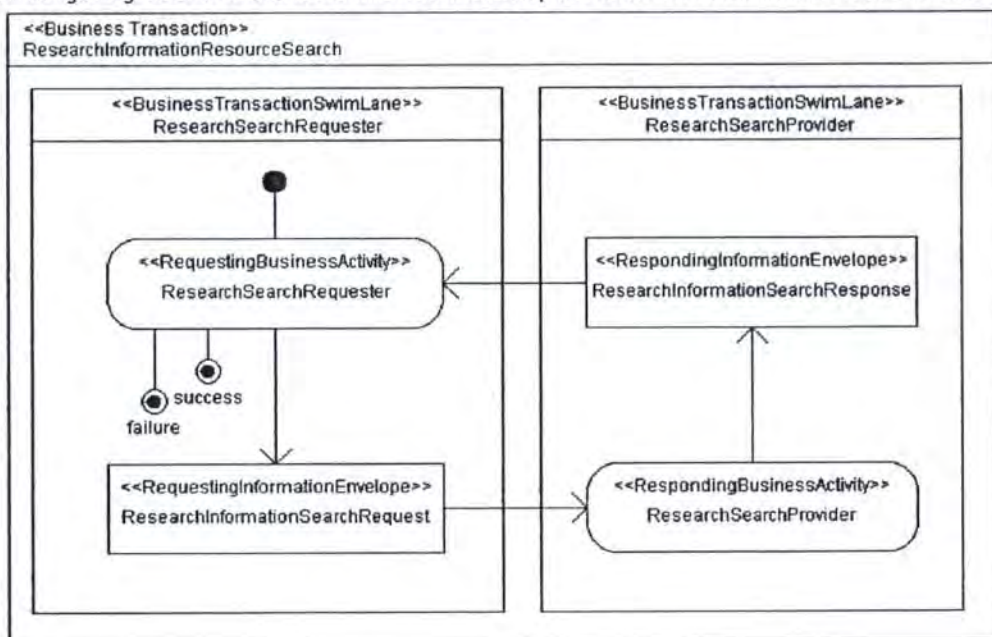 <<Business Transaction>>
ResearchInformationResourceSearch
<<BusinessTransactionSwimLane>>
ResearchSearchRequester
<<BusinessTransactionSwimLane>>
ResearchSearchProvider
<<RequestingBusinessActivity>>
ResearchSearchRequester
<<RespondingInformationEnvelope>>
ResearchInformationSearchResponse
success
failure
<<RequestingInformationEnvelope>>
ResearchInformationSearchRequest
<<RespondingBusinessActivity>>
ResearchSearchProvider